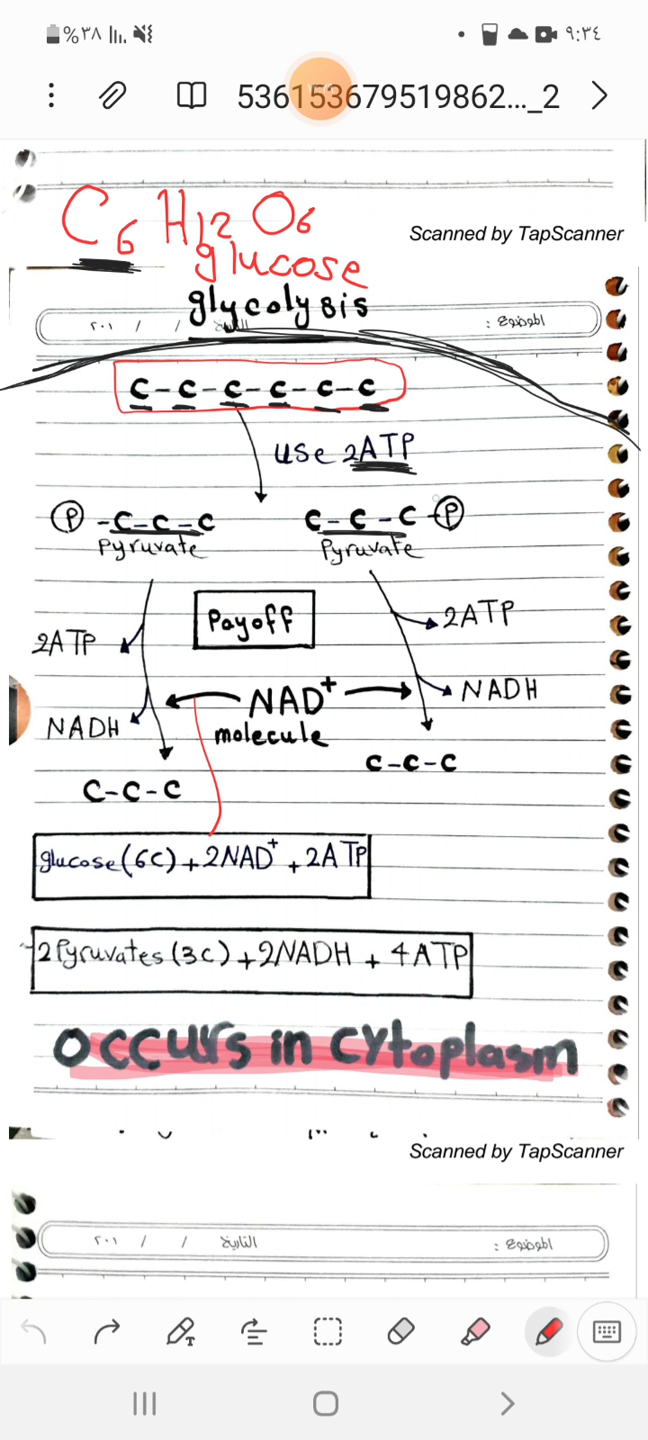 %٣٨ ٩:٣٤
536153679519862..._2
C6 H12 O6
glucose
Scanned by TapScanner
glycolysis
٢٠١ / / الموضوع :
C-C-C-C-C-C
use 2ATP
P -C-C-C C-C-C-P
Pyruvate Pyruvate
Payoff
2ATP 2ATP
NAD+ NADH
NADH molecule
C-C-C
C-C-C
glucose(6C)+2NAD+ +2ATP
2Pyruvates(3C)+2NADH + 4ATP
occurs in cytoplasm
Scanned by TapScanner
٢٠١ / / التاريخ الموضوع :